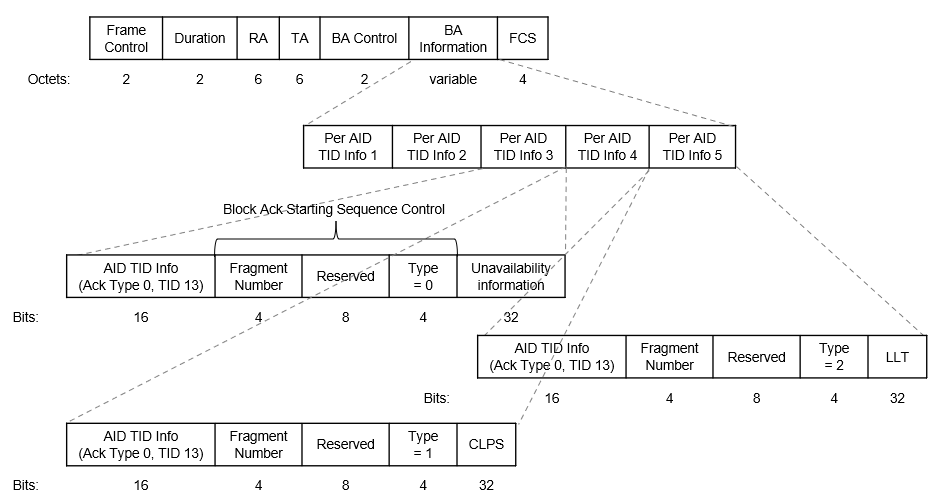 Frame
Control
Duration
RA
TA
BA Control
BA
Information
FCS
Octets:
2
2
6
6
2
variable
4
Per AID
TID Info 1
Per AID
TID Info 2
Per AID
TID Info 3
Per AID
TID Info 4
Per AID
TID Info 5
Block Ack Starting Sequence Control
AID TID Info
(Ack Type 0, TID 13)
Fragment
Number
Reserved
Type
= 0
Unavailability
information
Bits:
16
4
8
4
32
AID TID Info
(Ack Type 0, TID 13)
Fragment
Number
Reserved
Type
= 2
LLT
Bits:
16
4
8
4
32
AID TID Info
(Ack Type 0, TID 13)
Fragment
Number
Reserved
Type
= 1
CLPS
Bits:
16
4
8
4
32